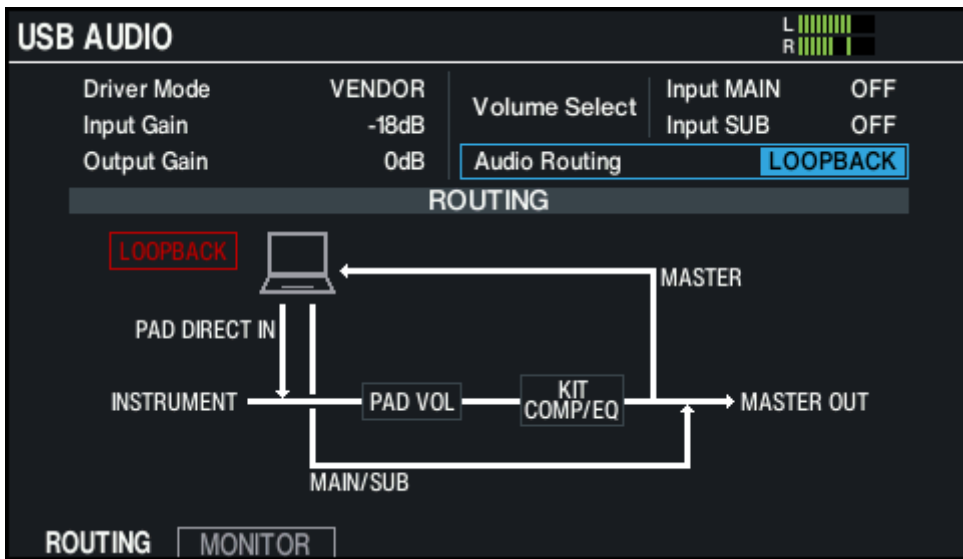 USB AUDIO
L
R
Driver Mode VENDOR
Input Gain -18dB
Output Gain 0dB
Volume Select
Input MAIN OFF
Input SUB OFF
Audio Routing LOOPBACK
ROUTING
LOOPBACK
MASTER
PAD DIRECT IN
INSTRUMENT
PAD VOL
KIT
COMP/EQ
MASTER OUT
MAIN/SUB
ROUTING MONITOR